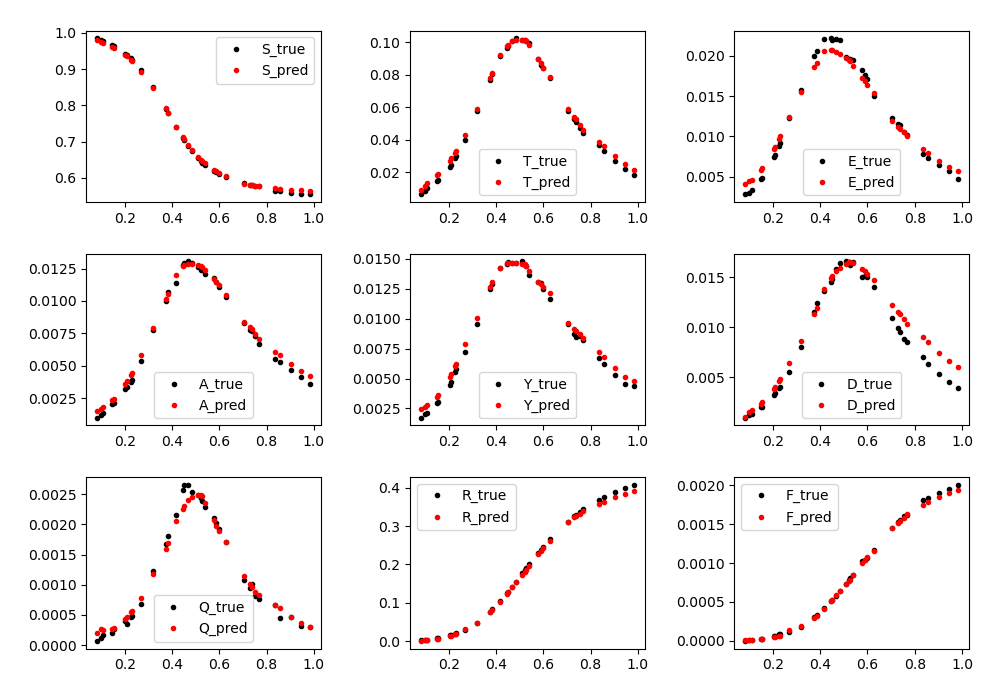 1.0
0.9
0.8
0.7
0.6
S_true
S_pred
0.2 0.4 0.6 0.8 1.0
0.10
0.08
0.06
0.04
0.02
T_true
T_pred
0.2 0.4 0.6 0.8 1.0
0.020
0.015
0.010
0.005
E_true
E_pred
0.2 0.4 0.6 0.8 1.0
0.0125
0.0100
0.0075
0.0050
0.0025
A_true
A_pred
0.2 0.4 0.6 0.8 1.0
0.0150
0.0125
0.0100
0.0075
0.0050
0.0025
Y_true
Y_pred
0.2 0.4 0.6 0.8 1.0
0.015
0.010
0.005
D_true
D_pred
0.2 0.4 0.6 0.8 1.0
0.0025
0.0020
0.0015
0.0010
0.0005
0.0000
Q_true
Q_pred
0.2 0.4 0.6 0.8 1.0
0.4
0.3
0.2
0.1
0.0
R_true
R_pred
0.2 0.4 0.6 0.8 1.0
0.0020
0.0015
0.0010
0.0005
0.0000
F_true
F_pred
0.2 0.4 0.6 0.8 1.0